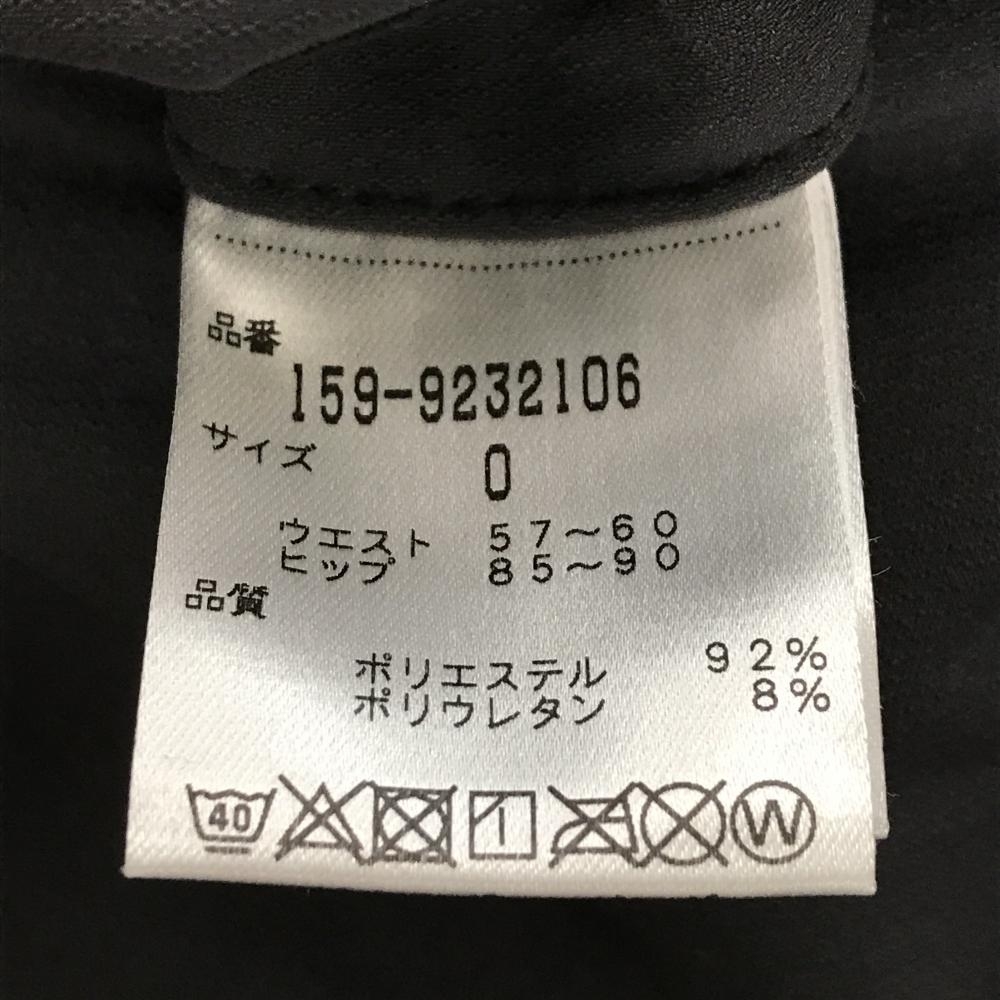 品番
159-9232106
サイズ
0
ウエスト 57〜60
ヒップ 85〜90
品質
ポリエステル 92%
ポリウレタン 8%
40 W